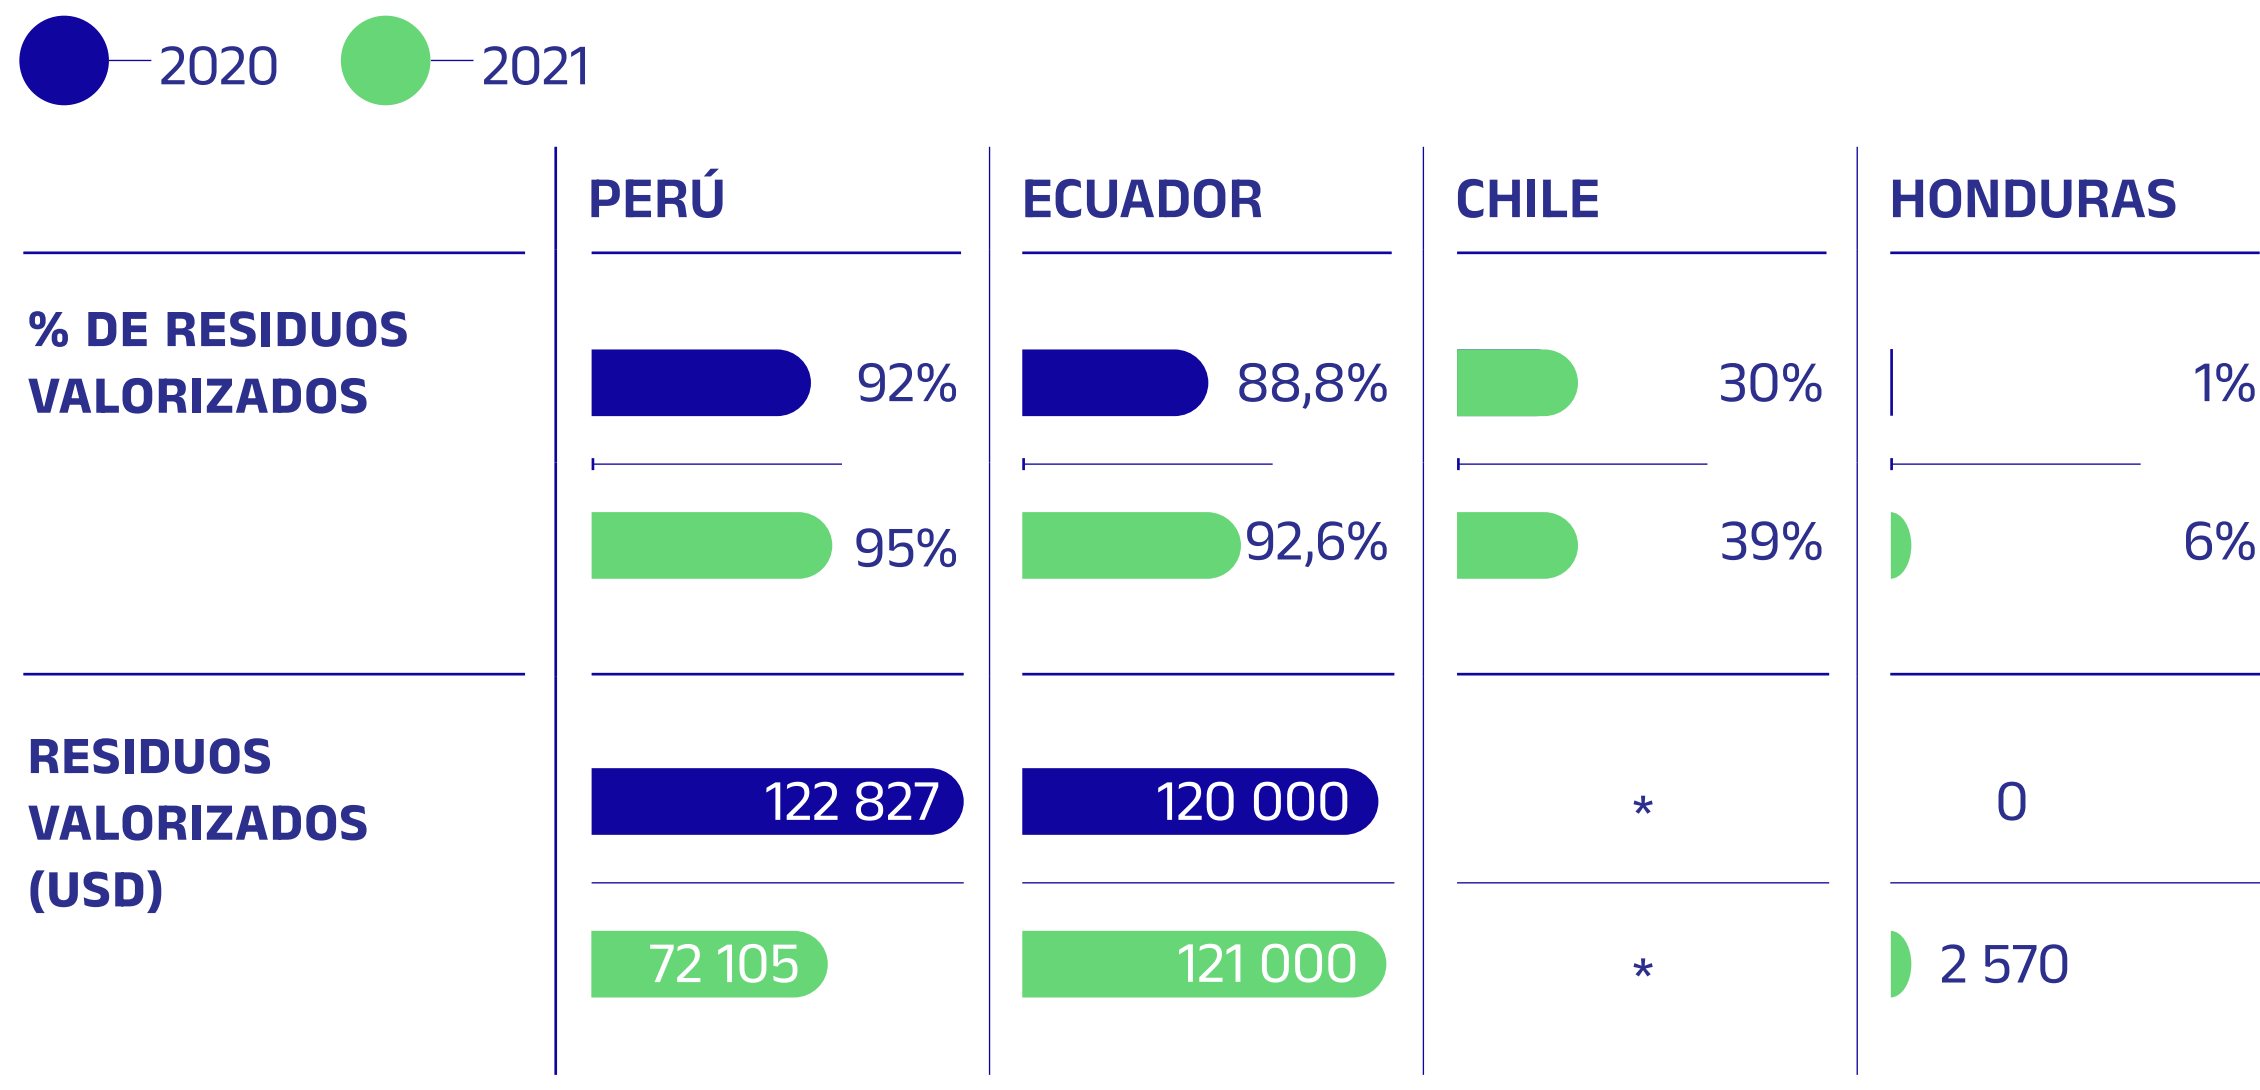 2020 2021
PERÚ ECUADOR CHILE HONDURAS
% DE RESIDUOS
VALORIZADOS
92% 88,8% 30% 1%
95% 92,6% 39% 6%
RESIDUOS
VALORIZADOS
(USD)
122 827 120 000 * 0
72 105 121 000 * 2 570